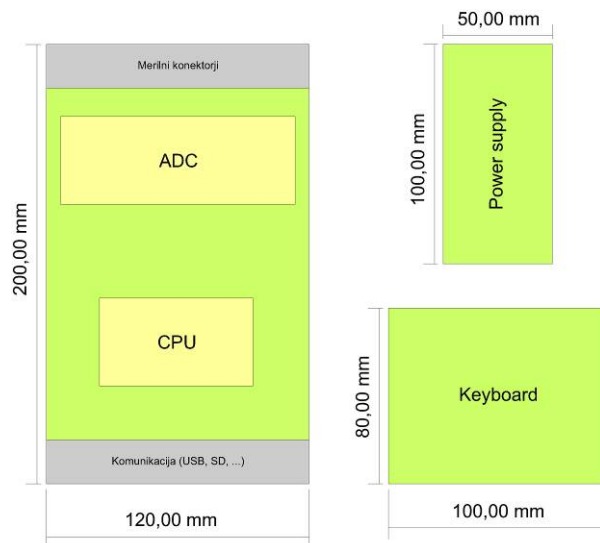 50,00 mm
Merilni konektorji
ADC
200,00 mm
CPU
Komunikacija (USB, SD, ...)
120,00 mm
100,00 mm
Power supply
80,00 mm
Keyboard
100,00 mm